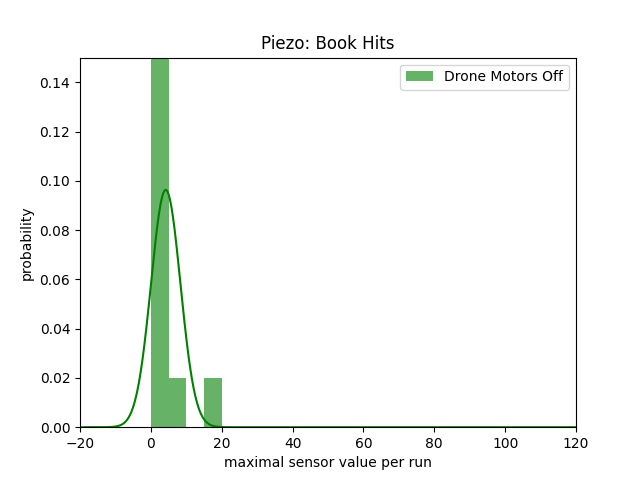 Piezo: Book Hits
Drone Motors Off
0.14
0.12
0.10
0.08
0.06
0.04
0.02
0.00
probability
−20 0 20 40 60 80 100 120
maximal sensor value per run